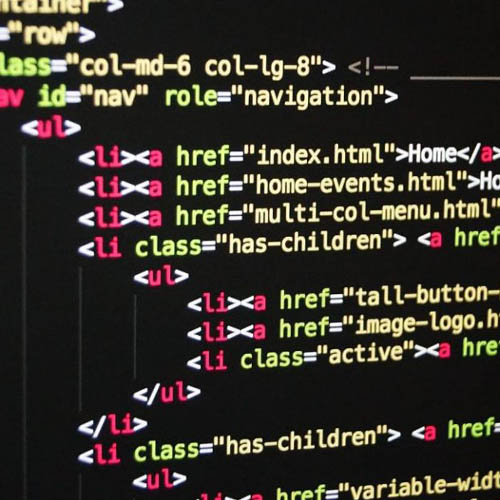 ntainer">
="row">
lass="col-md-6 col-lg-8"> <!-- 
av id="nav" role="navigation">
<ul>
<li><a href="index.html">Home</a>
<li><a href="home-events.html">Ho
<li><a href="multi-col-menu.html"
<li class="has-children"> <a href
<ul>
<li><a href="tall-button-
<li><a href="image-logo.h
<li class="active"><a hre
</ul>
</li>
<li class="has-children"> <a href=
<ul>
<li><a href="variable-widt